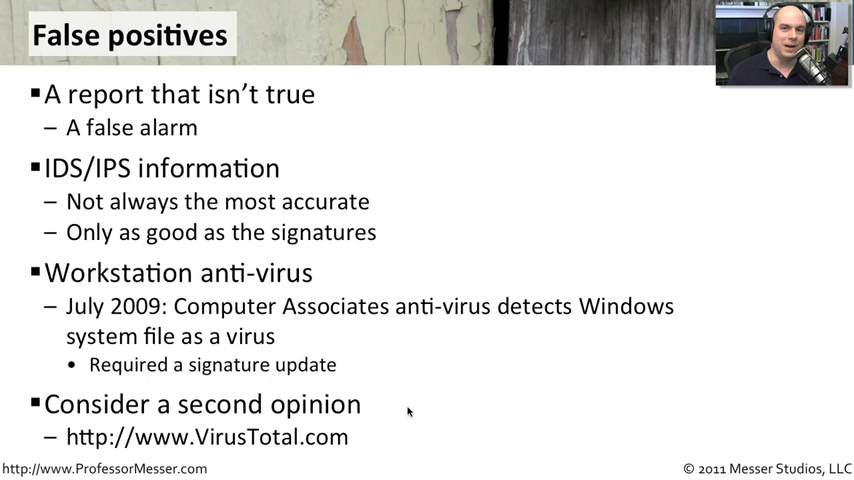 False positives
▪A report that isn't true
– A false alarm
▪IDS/IPS information
– Not always the most accurate
– Only as good as the signatures
▪Workstation anti-virus
– July 2009: Computer Associates anti-virus detects Windows
system file as a virus
• Required a signature update
▪Consider a second opinion
– http://www.VirusTotal.com
http://www.ProfessorMesser.com
© 2011 Messer Studios, LLC